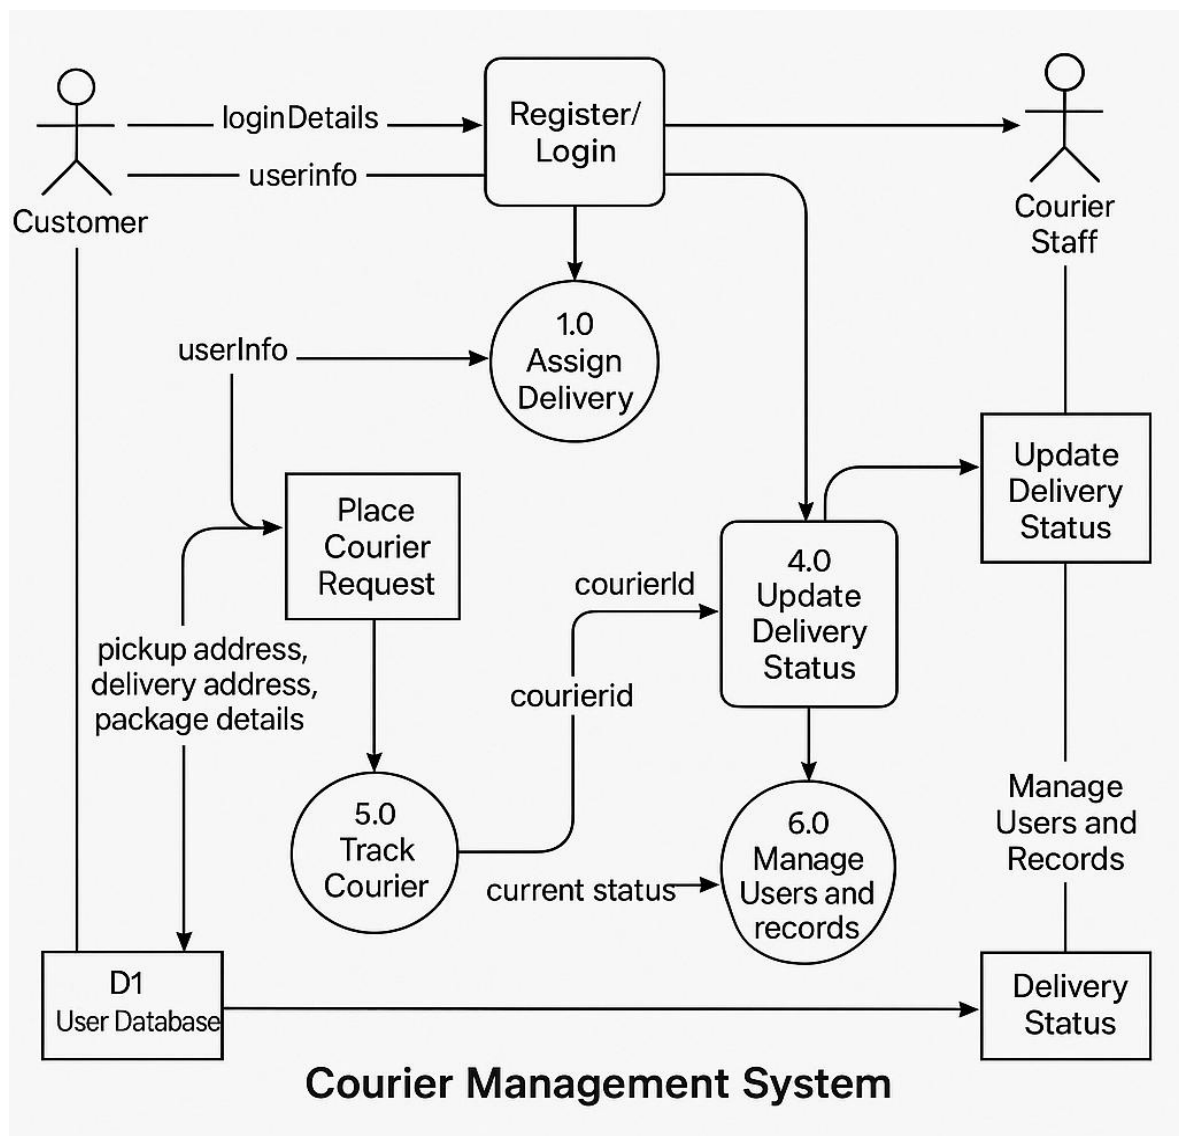 loginDetails
Register/
Login
userinfo
Customer
Courier
Staff
1.0
Assign
Delivery
userInfo
Place
Courier
Request
Update
Delivery
Status
4.0
Update
Delivery
Status
courierId
courierid
pickup address,
delivery address,
package details
5.0
Track
Courier
current status
6.0
Manage
Users and
records
Manage
Users and
Records
D1
User Database
Delivery
Status
Courier Management System